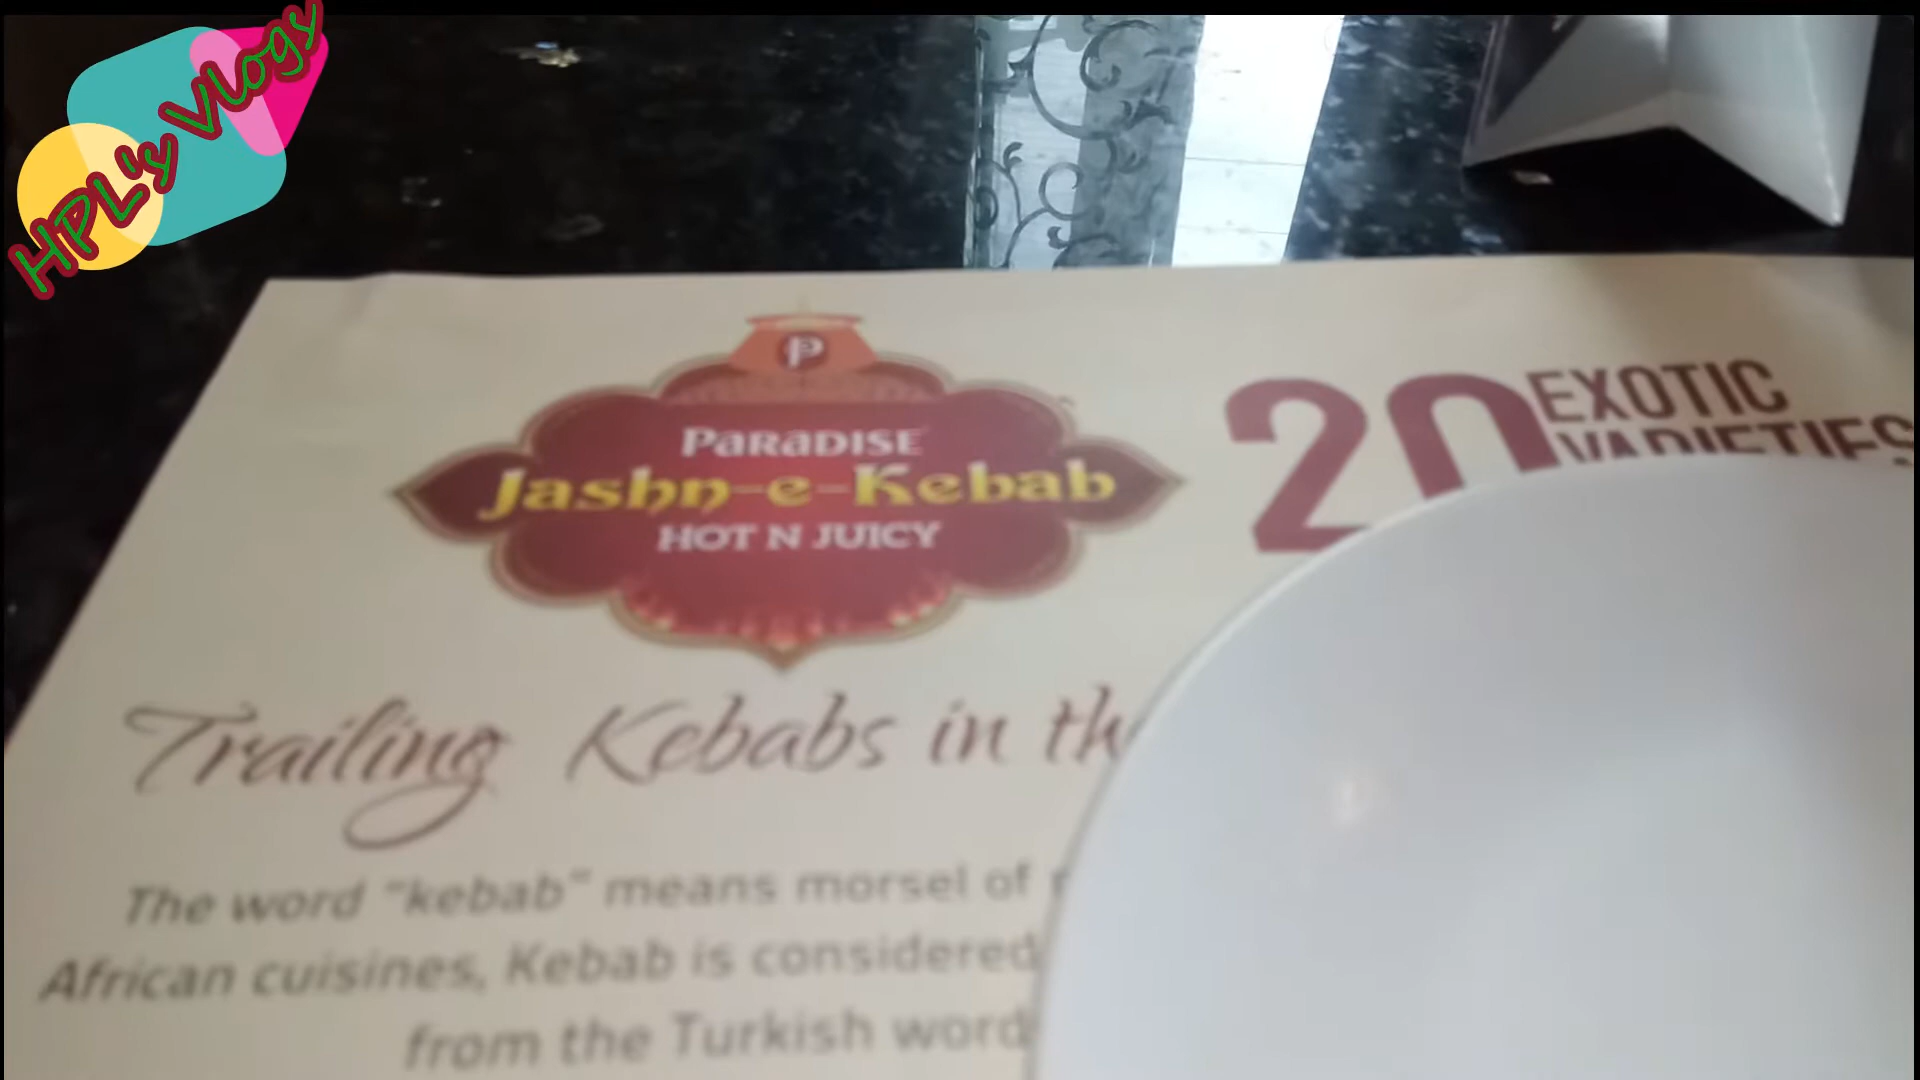 HPL's Vlogs
P
PARADISE
Jashn-e-Kebab
HOT N JUICY
20 EXOTIC
VARIETIES
Trailing Kebabs in
The word "kebab" means morsel of
African cuisines, Kebab is considered
from the Turkish word